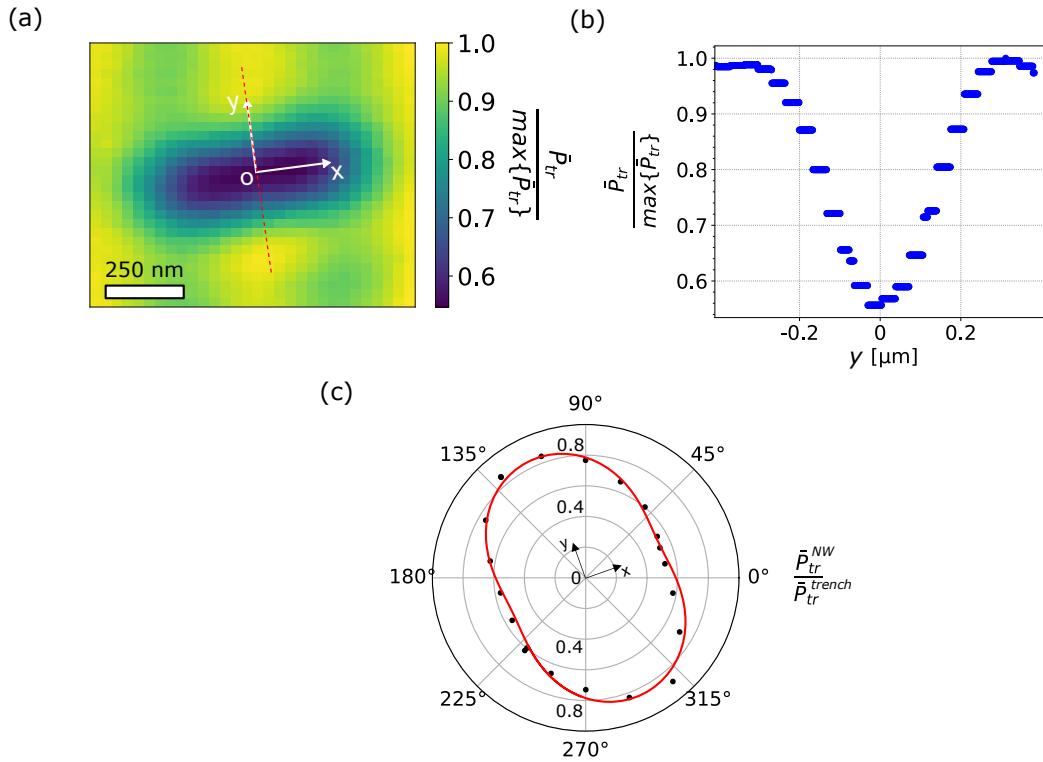 (a)
y
o
x
250 nm
1.0
0.9
0.8
0.7
0.6
P̄tr
max{P̄tr}
(b)
1.0
0.9
0.8
0.7
0.6
-0.2
0
0.2
y [µm]
P̄tr
max{P̄tr}
(c)
90°
135°
45°
180°
0°
225°
315°
270°
0.8
0.4
0
0.4
0.8
y
x
P̄tr^NW
P̄tr^trench